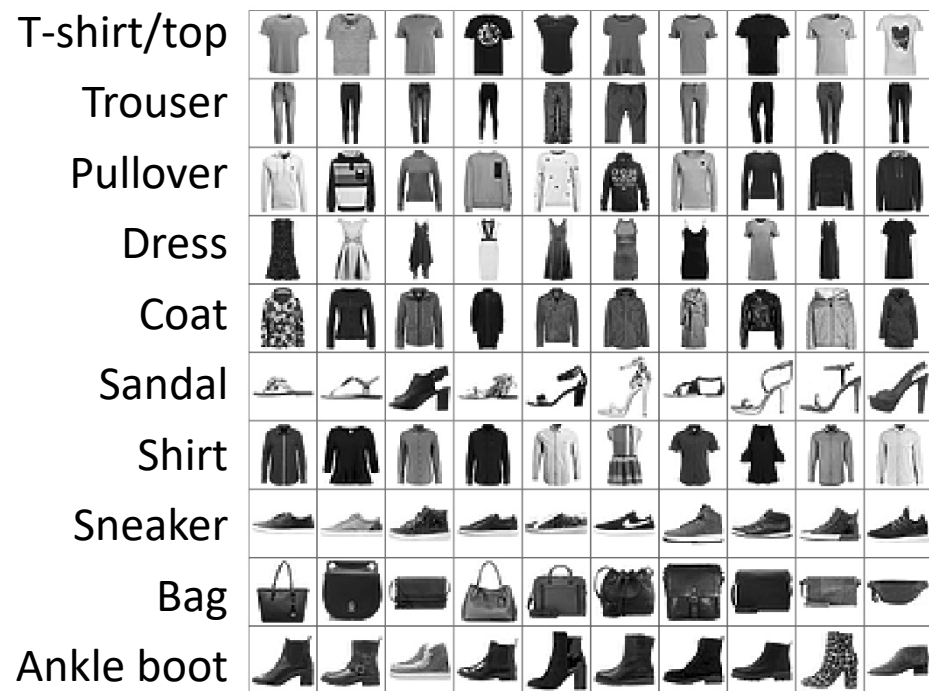 T-shirt/top
Trouser
Pullover
Dress
Coat
Sandal
Shirt
Sneaker
Bag
Ankle boot